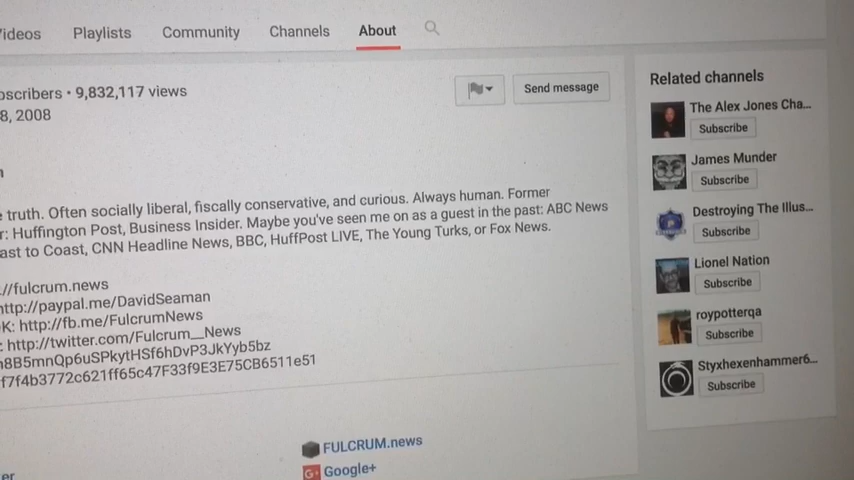 Videos Playlists Community Channels About
subscribers • 9,832,117 views
8, 2008
Send message
truth. Often socially liberal, fiscally conservative, and curious. Always human. Former
r: Huffington Post, Business Insider. Maybe you've seen me on as a guest in the past: ABC News
ast to Coast, CNN Headline News, BBC, HuffPost LIVE, The Young Turks, or Fox News.
://fulcrum.news
http://paypal.me/DavidSeaman
K: http://fb.me/FulcrumNews
: http://twitter.com/Fulcrum__News
n8B5mnQp6uSPkytHSf6hDvP3JkYyb5bz
f7f4b3772c621ff65c47F33f9E3E75CB6511e51
FULCRUM.news
G+ Google+
er
Related channels
The Alex Jones Cha...
Subscribe
James Munder
Subscribe
Destroying The Illus...
Subscribe
Lionel Nation
Subscribe
roypotterqa
Subscribe
Styxhexenhammer6...
Subscribe